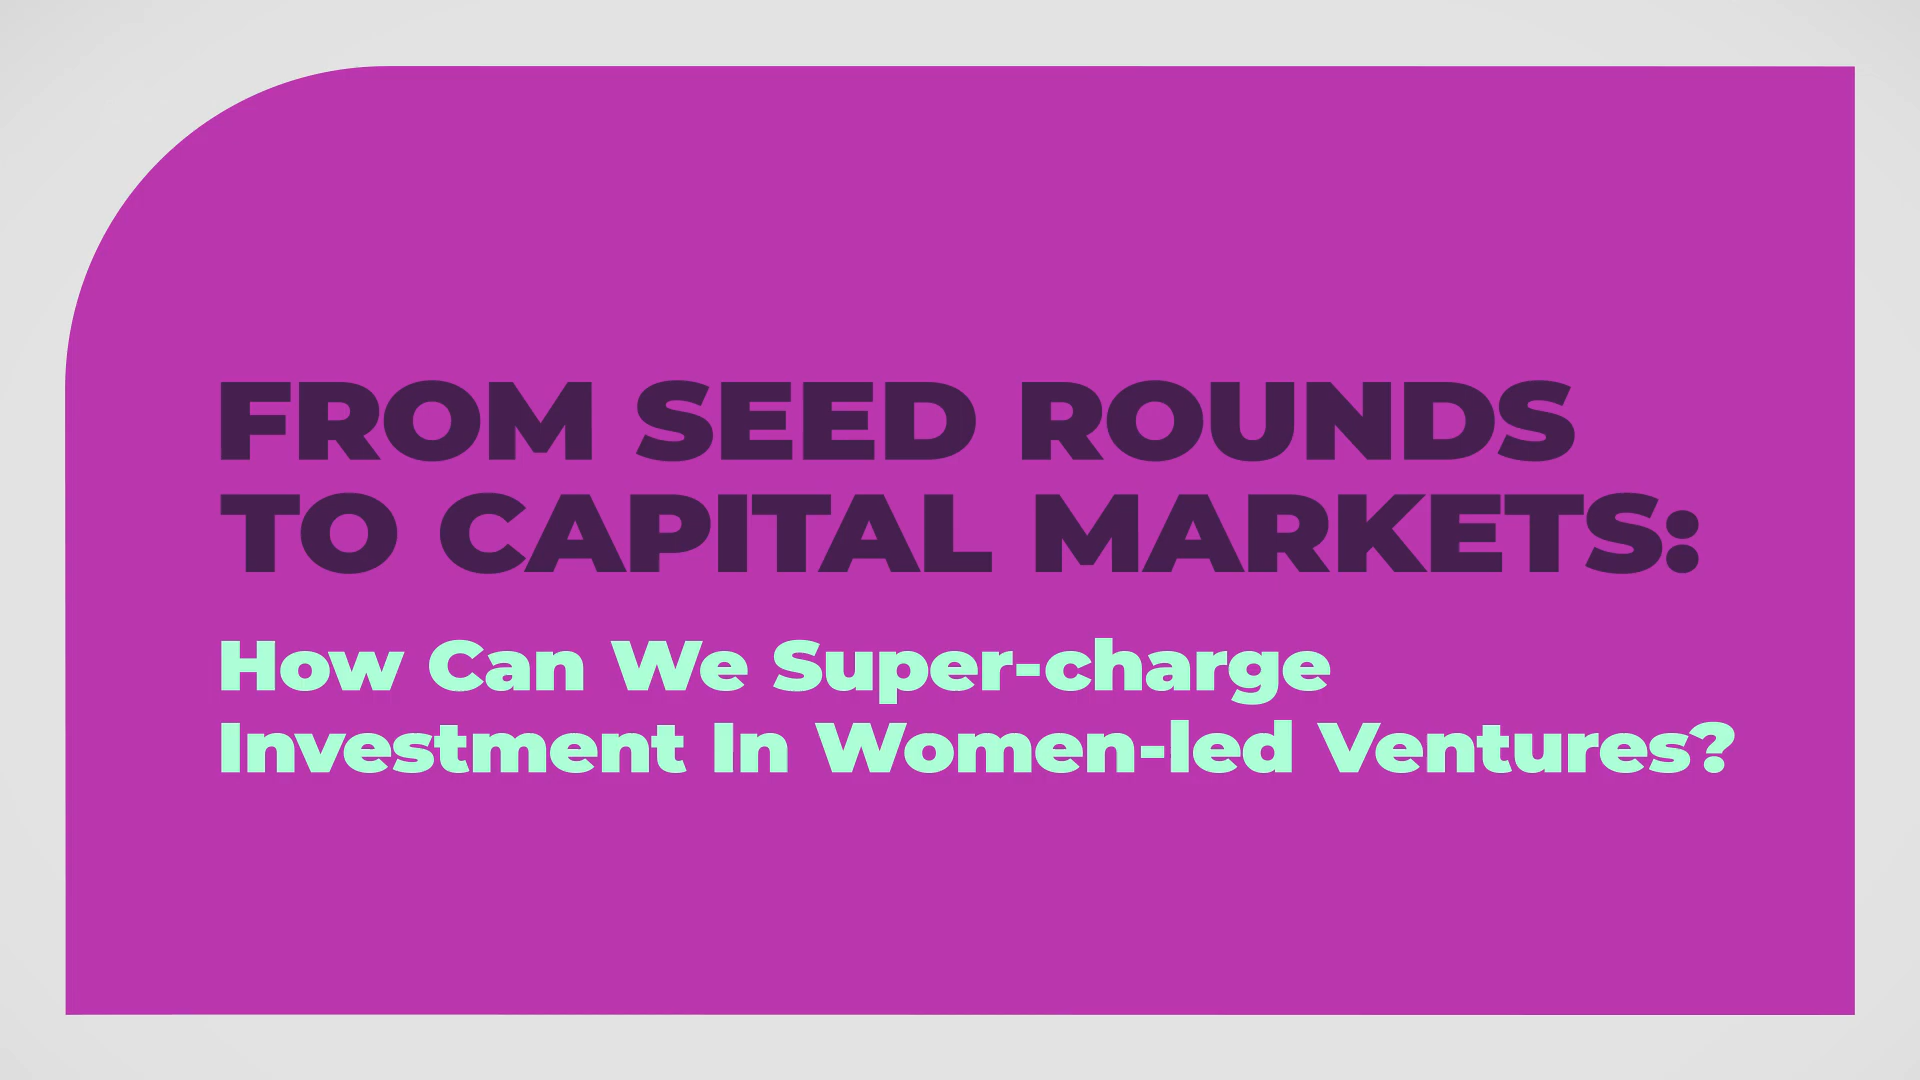 FROM SEED ROUNDS
TO CAPITAL MARKETS:
How Can We Super-charge
Investment In Women-led Ventures?